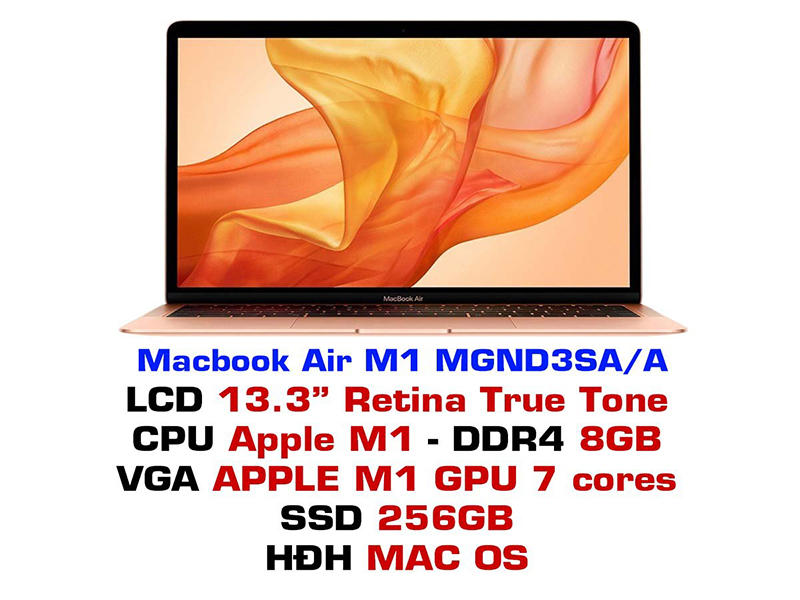 MacBook Air
Macbook Air M1 MGND3SA/A
LCD 13.3” Retina True Tone
CPU Apple M1 - DDR4 8GB
VGA APPLE M1 GPU 7 cores
SSD 256GB
HĐH MAC OS